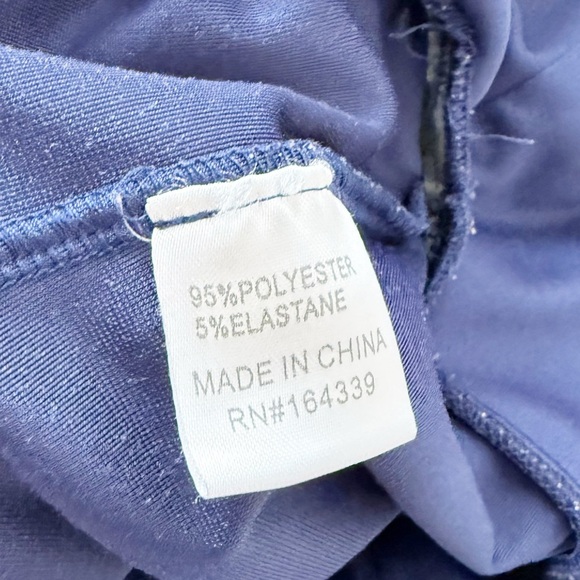 95%POLYESTER
5%ELASTANE
MADE IN CHINA
RN#164339